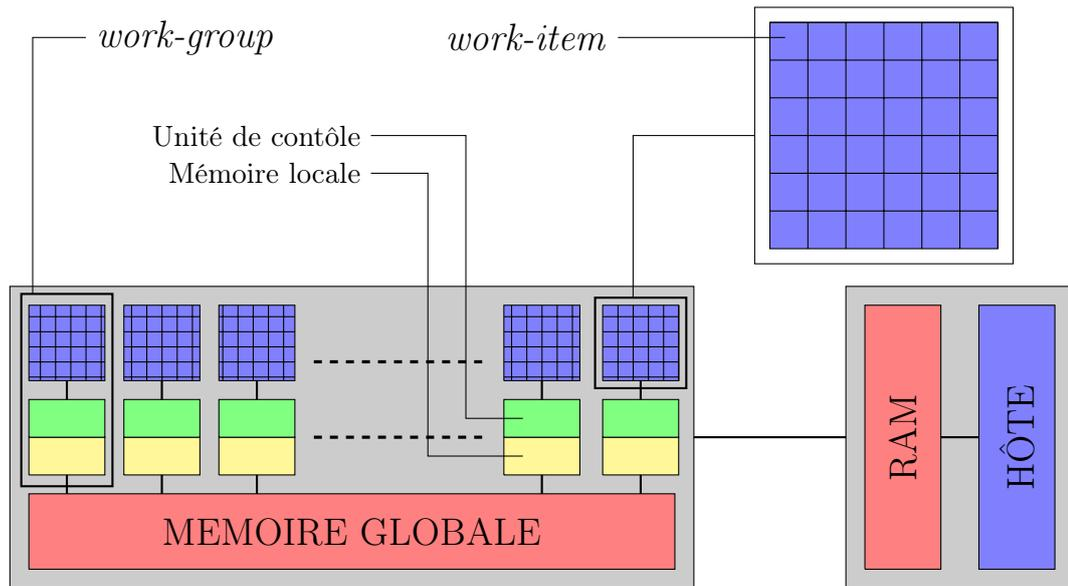 work-group
work-item
Unité de contôle
Mémoire locale
MEMOIRE GLOBALE
RAM
HÔTE